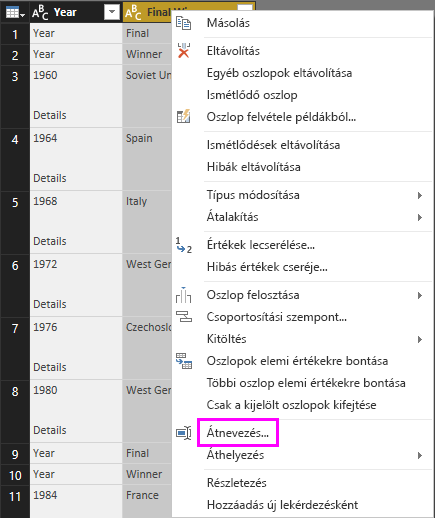 Year Final Wi
1 Year Final
2 Year Winner
3 1960 Soviet Un
Details
4 1964 Spain
Details
5 1968 Italy
Details
6 1972 West Ger
Details
7 1976 Czechoslo
Details
8 1980 West Ger
Details
9 Year Final
10 Year Winner
11 1984 France
Másolás
Eltávolítás
Egyéb oszlopok eltávolítása
Ismétlődő oszlop
Oszlop felvétele példákból...
Ismétlődések eltávolítása
Hibák eltávolítása
Típus módosítása
Átalakítás
Értékek lecserélése...
Hibás értékek cseréje...
Oszlop felosztása
Csoportosítási szempont...
Kitöltés
Oszlopok elemi értékekre bontása
Többi oszlop elemi értékekre bontása
Csak a kijelölt oszlopok kifejtése
Átnevezés...
Áthelyezés
Részletezés
Hozzáadás új lekérdezésként